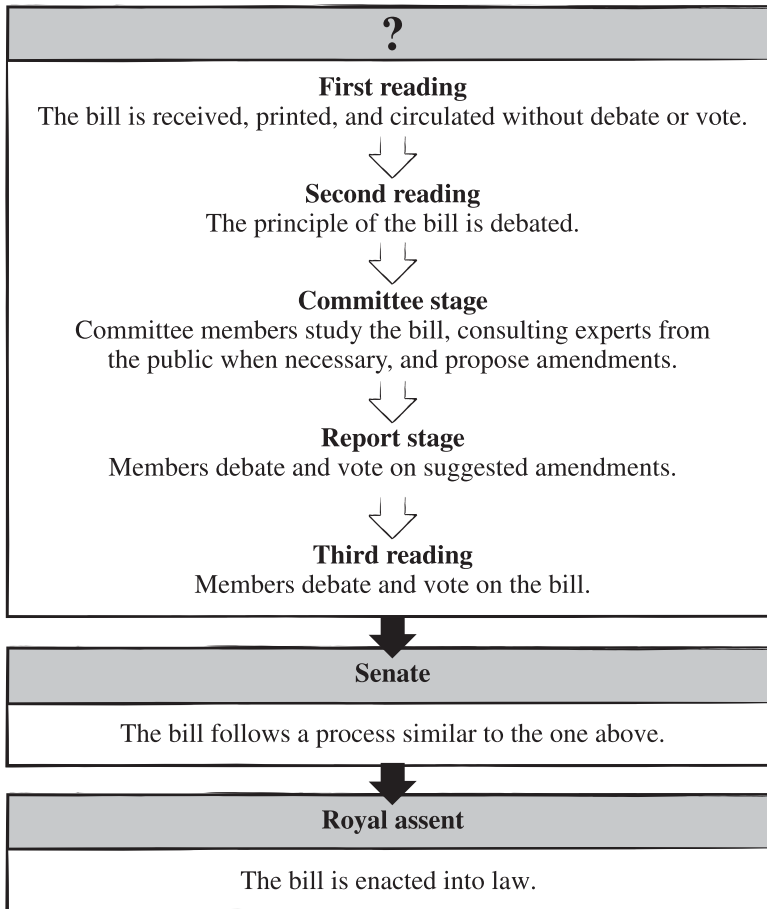 ?
First reading
The bill is received, printed, and circulated without debate or vote.
Second reading
The principle of the bill is debated.
Committee stage
Committee members study the bill, consulting experts from
the public when necessary, and propose amendments.
Report stage
Members debate and vote on suggested amendments.
Third reading
Members debate and vote on the bill.
Senate
The bill follows a process similar to the one above.
Royal assent
The bill is enacted into law.